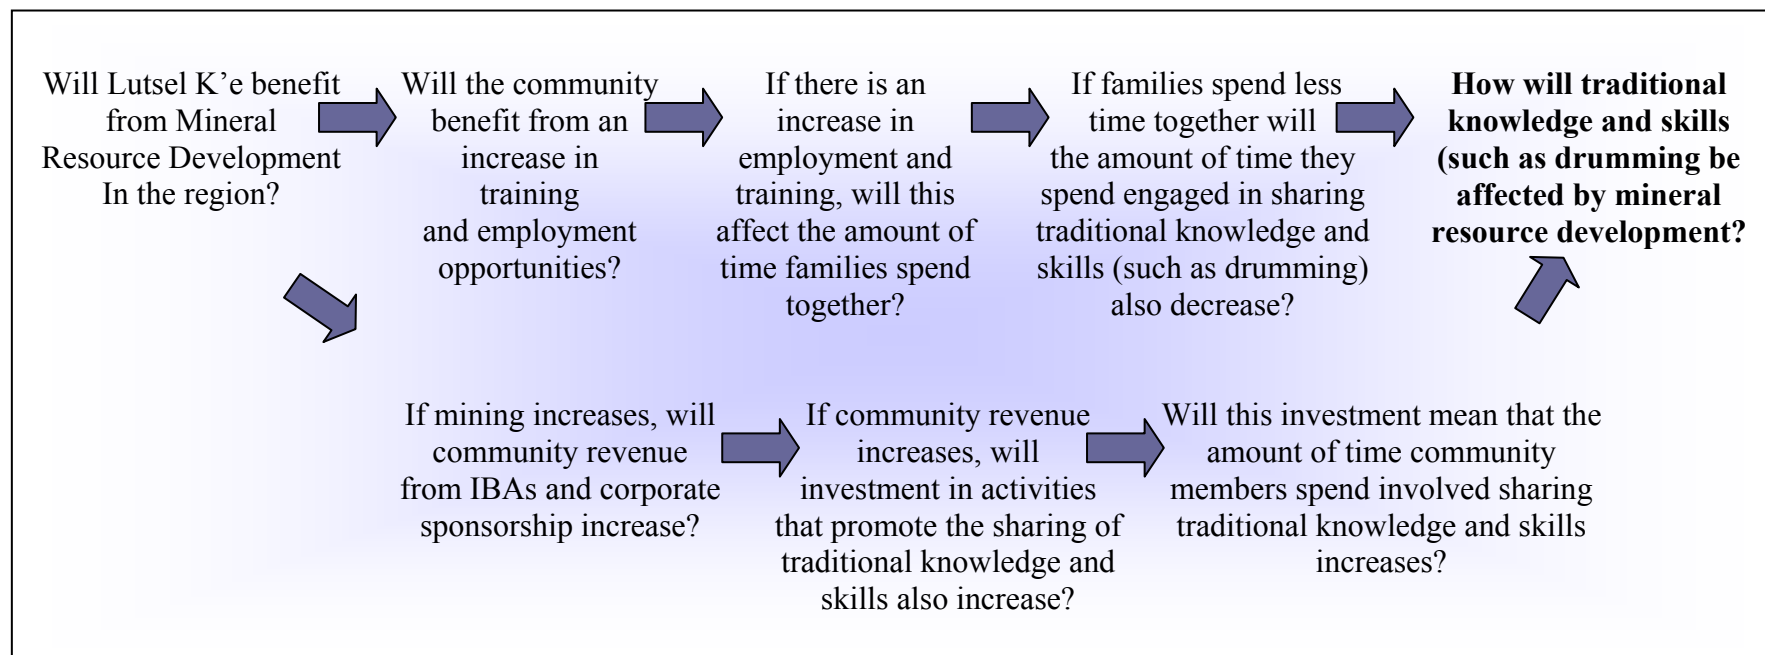 Will Lutsel K'e benefit
from Mineral
Resource Development
In the region?
Will the community
benefit from an
increase in
training
and employment
opportunities?
If there is an
increase in
employment and
training, will this
affect the amount of
time families spend
together?
If families spend less
time together will
the amount of time they
spend engaged in sharing
traditional knowledge and
skills (such as drumming)
also decrease?
How will traditional
knowledge and skills
(such as drumming be
affected by mineral
resource development?
If mining increases, will
community revenue
from IBAs and corporate
sponsorship increase?
If community revenue
increases, will
investment in activities
that promote the sharing of
traditional knowledge and
skills also increase?
Will this investment mean that the
amount of time community
members spend involved sharing
traditional knowledge and skills
increases?